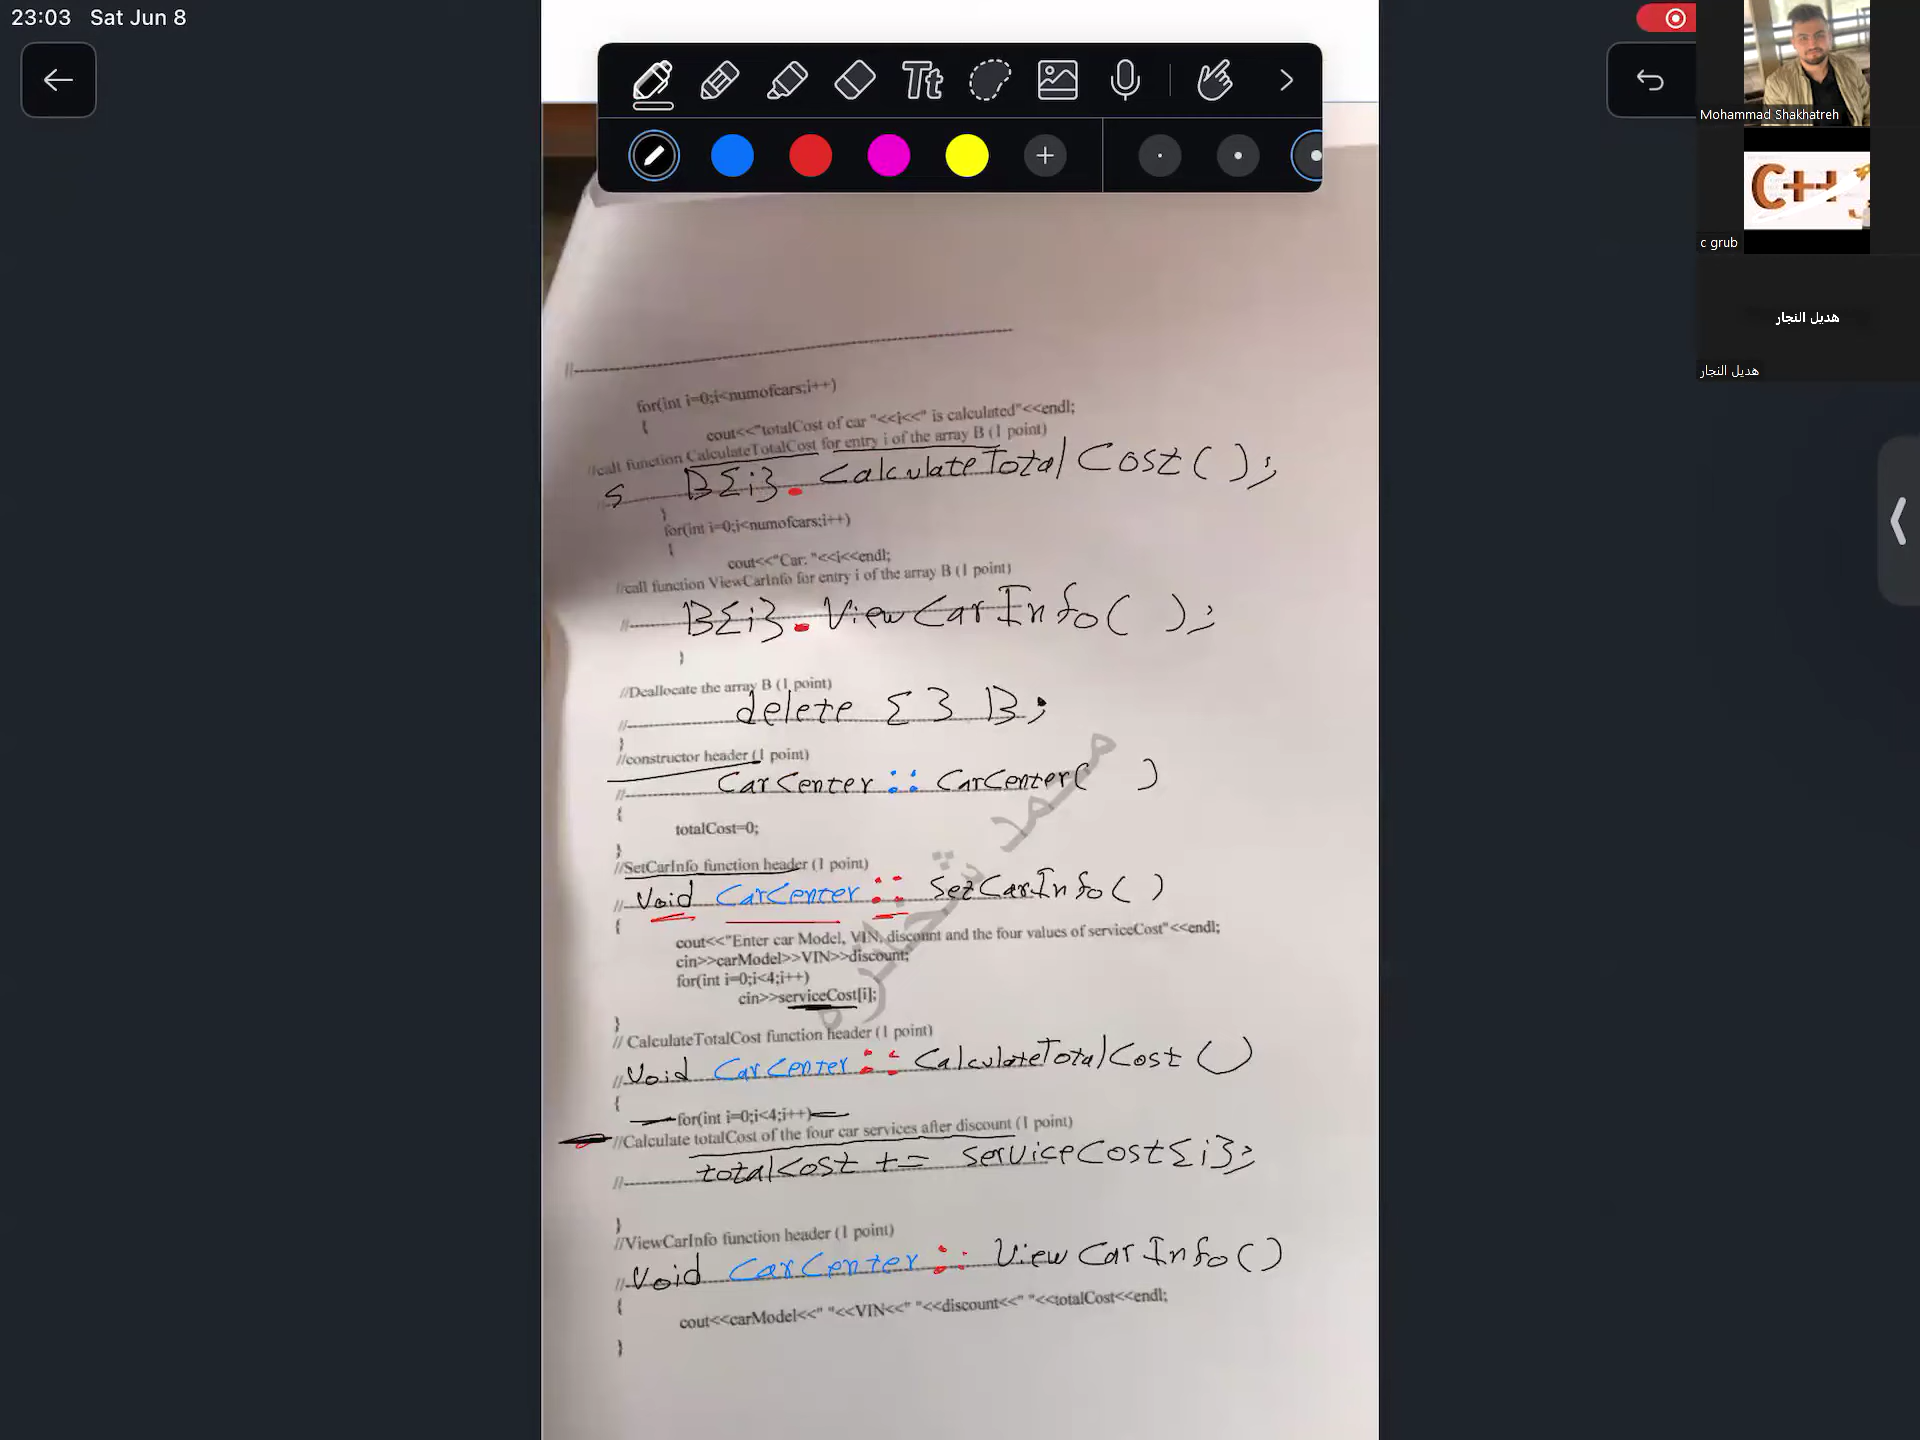 23:03 Sat Jun 8
Tt
Mohammad Shakhatreh
C++
c grub
هديل النجار
هديل النجار
//
for(int i=0;i<numofcars;i++)
{
cout<<"totalCost of car "<<i<<" is calculated"<<endl;
//call function CalculateTotalCost for entry i of the array B (1 point)
B[i].CalculateTotalCost();
}
for(int i=0;i<numofcars;i++)
{
cout<<"Car: "<<i<<endl;
//call function ViewCarInfo for entry i of the array B (1 point)
// B[i].ViewCarInfo( );
}
//Deallocate the array B (1 point)
// delete [ ] B;
}
//constructor header (1 point)
// CarCenter :: CarCenter( )
{
totalCost=0;
}
//SetCarInfo function header (1 point)
// Void CarCenter :: SetCarInfo( )
{
cout<<"Enter car Model, VIN, discount and the four values of serviceCost"<<endl;
cin>>carModel>>VIN>>discount;
for(int i=0;i<4;i++)
cin>>serviceCost[i];
}
// CalculateTotalCost function header (1 point)
// Void CarCenter :: CalculateTotalCost ()
{
for(int i=0;i<4;i++)
//Calculate totalCost of the four car services after discount (1 point)
// totalCost += serviceCost[i];
}
//ViewCarInfo function header (1 point)
// Void CarCenter :: ViewCarInfo()
{
cout<<carModel<<" "<<VIN<<" "<<discount<<" "<<totalCost<<endl;
}
محمد شخاتره